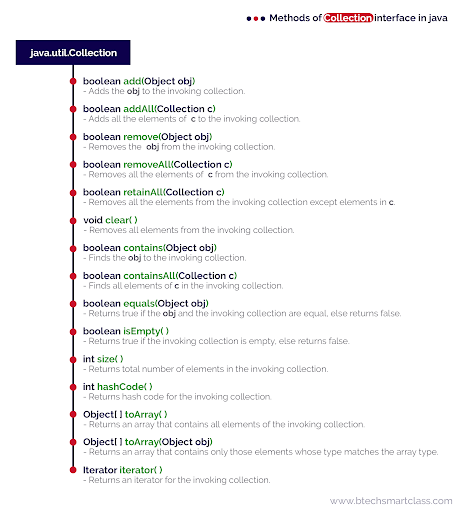 Methods of Collection interface in java
java.util.Collection
boolean add(Object obj)
- Adds the obj to the invoking collection.
boolean addAll(Collection c)
- Adds all the elements of c to the invoking collection.
boolean remove(Object obj)
- Removes the obj from the invoking collection.
boolean removeAll(Collection c)
- Removes all the elements of c from the invoking collection.
boolean retainAll(Collection c)
- Removes all the elements from the invoking collection except elements in c.
void clear( )
- Removes all elements from the invoking collection.
boolean contains(Object obj)
- Finds the obj to the invoking collection.
boolean containsAll(Collection c)
- Finds all elements of c in the invoking collection.
boolean equals(Object obj)
- Returns true if the obj and the invoking collection are equal, else returns false.
boolean isEmpty( )
- Returns true if the invoking collection is empty, else returns false.
int size( )
- Returns total number of elements in the invoking collection.
int hashCode( )
- Returns hash code for the invoking collection.
Object[ ] toArray( )
- Returns an array that contains all elements of the invoking collection.
Object[ ] toArray(Object obj)
- Returns an array that contains only those elements whose type matches the array type.
Iterator iterator( )
- Returns an iterator for the invoking collection.
www.btechsmartclass.com